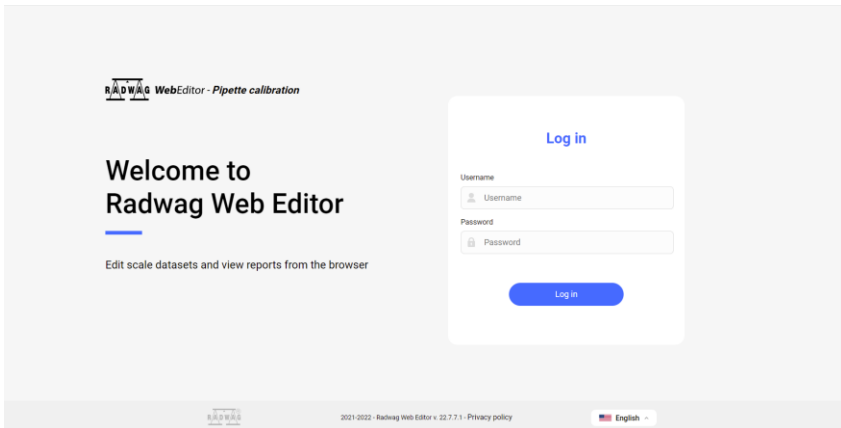 RADWAG WebEditor - Pipette calibration
Welcome to
Radwag Web Editor
Edit scale datasets and view reports from the browser
Log in
Username
Username
Password
Password
Log in
RADWAG
2021-2022 - Radwag Web Editor v. 22.7.7.1 - Privacy policy
English